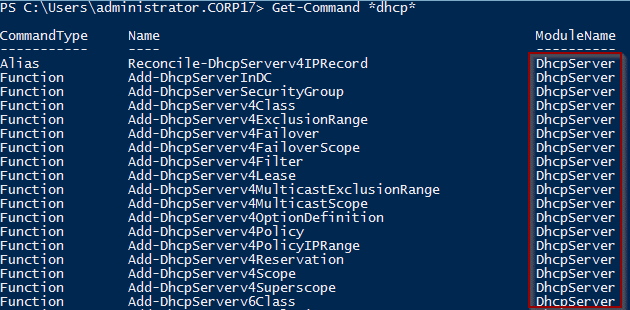 PS C:\Users\administrator.CORP17> Get-Command *dhcp*
CommandType Name ModuleName
----------- ---- ----------
Alias Reconcile-DhcpServerv4IPRecord DhcpServer
Function Add-DhcpServerInDC DhcpServer
Function Add-DhcpServerSecurityGroup DhcpServer
Function Add-DhcpServerv4Class DhcpServer
Function Add-DhcpServerv4ExclusionRange DhcpServer
Function Add-DhcpServerv4Failover DhcpServer
Function Add-DhcpServerv4FailoverScope DhcpServer
Function Add-DhcpServerv4Filter DhcpServer
Function Add-DhcpServerv4Lease DhcpServer
Function Add-DhcpServerv4MulticastExclusionRange DhcpServer
Function Add-DhcpServerv4MulticastScope DhcpServer
Function Add-DhcpServerv4OptionDefinition DhcpServer
Function Add-DhcpServerv4Policy DhcpServer
Function Add-DhcpServerv4PolicyIPRange DhcpServer
Function Add-DhcpServerv4Reservation DhcpServer
Function Add-DhcpServerv4Scope DhcpServer
Function Add-DhcpServerv4Superscope DhcpServer
Function Add-DhcpServerv6Class DhcpServer